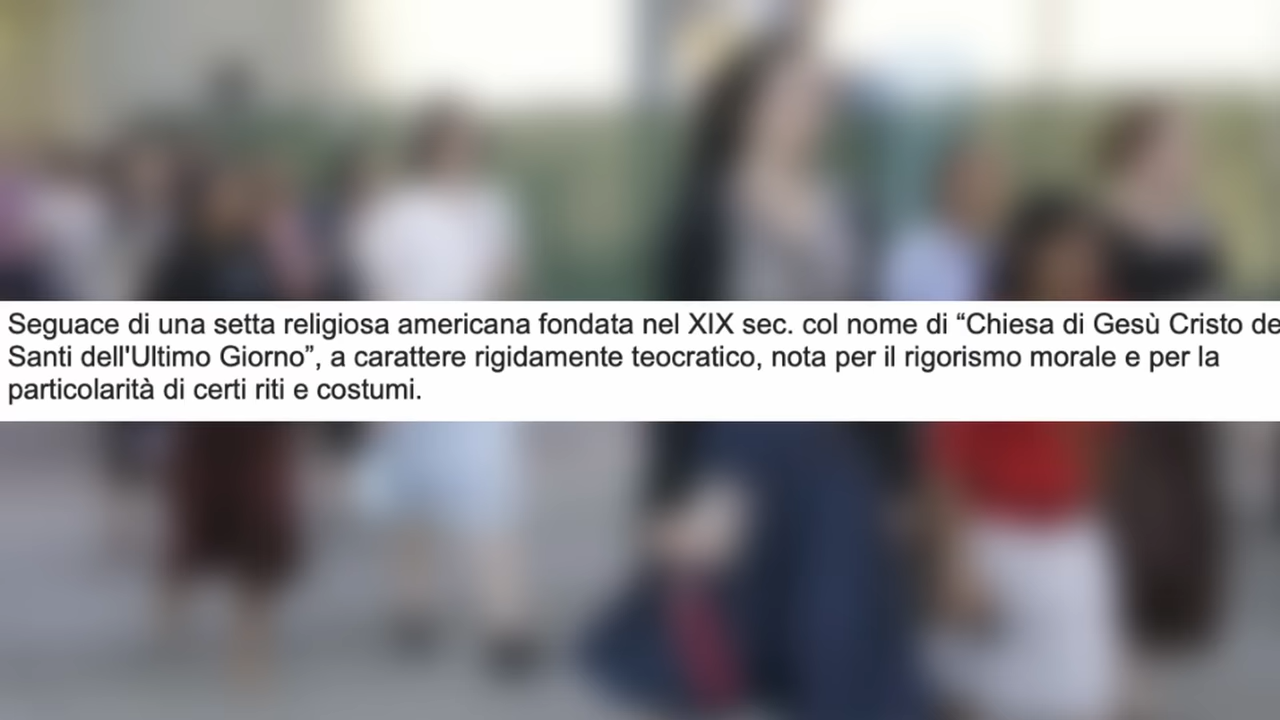 Seguace di una setta religiosa americana fondata nel XIX sec. col nome di “Chiesa di Gesù Cristo de
Santi dell'Ultimo Giorno”, a carattere rigidamente teocratico, nota per il rigorismo morale e per la
particolarità di certi riti e costumi.